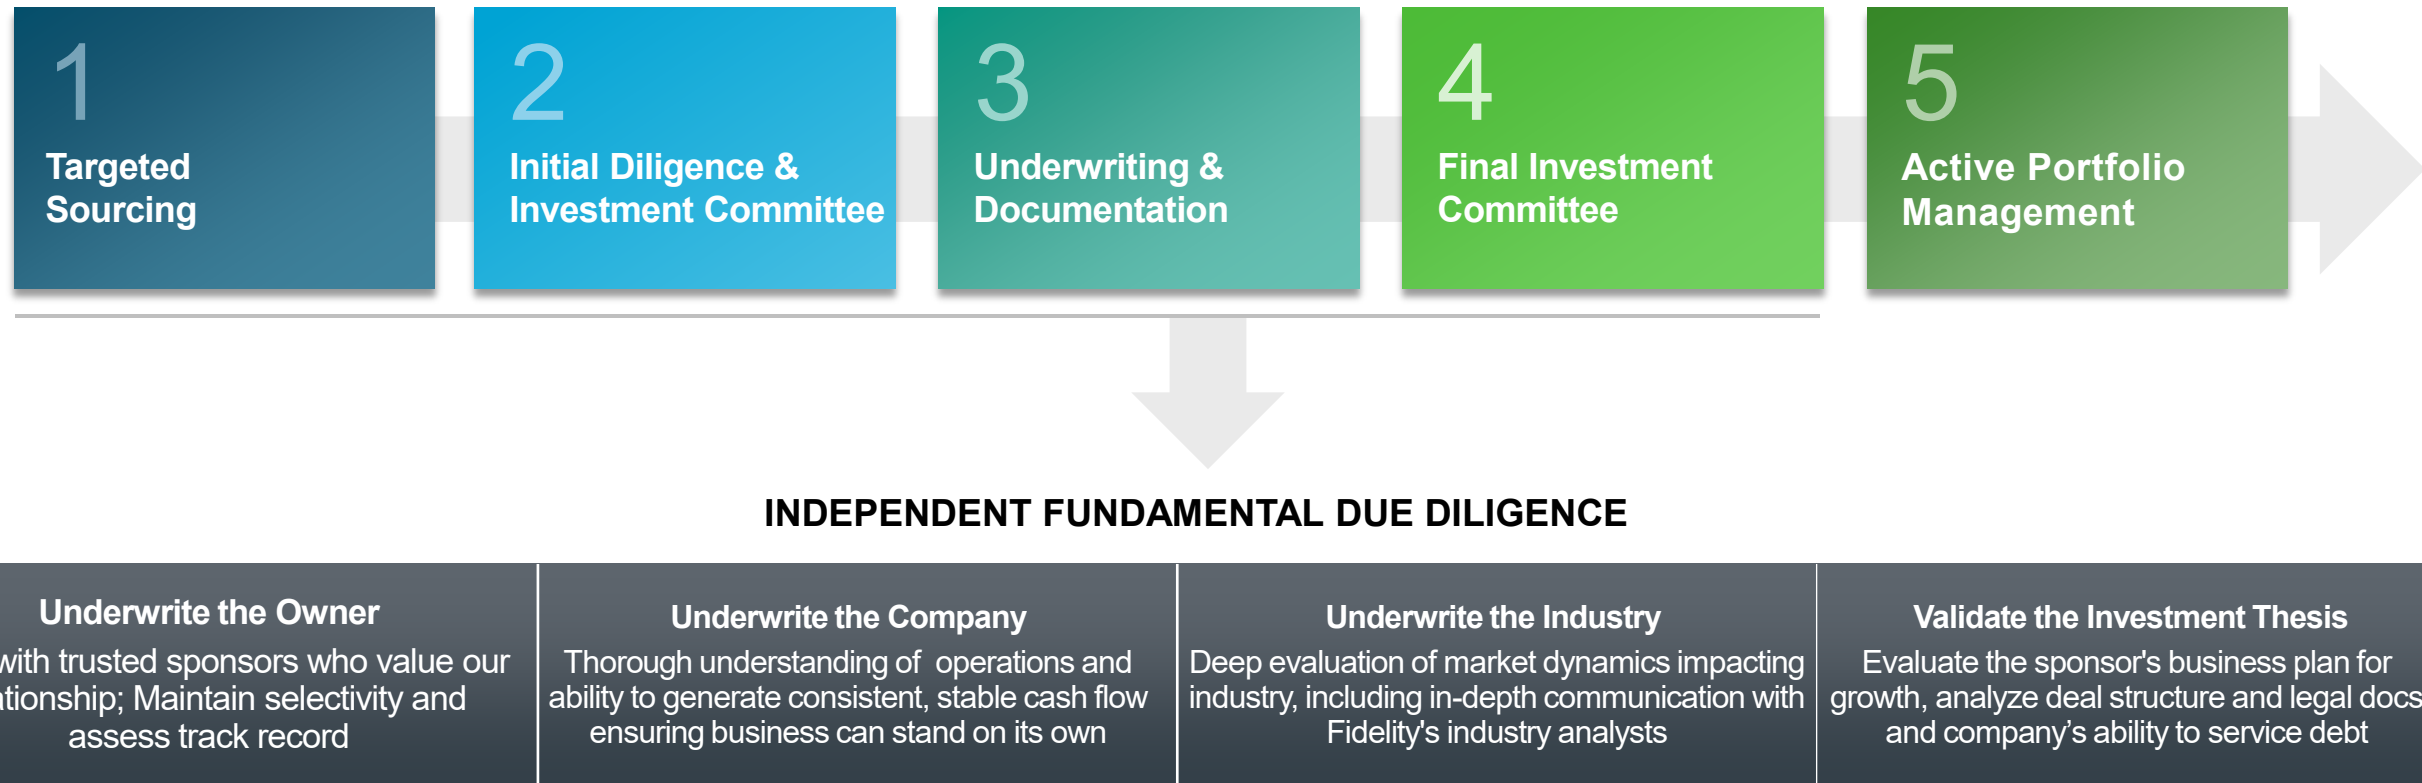 1
Targeted
Sourcing
2
Initial Diligence &
Investment Committee
3
Underwriting &
Documentation
4
Final Investment
Committee
5
Active Portfolio
Management
INDEPENDENT FUNDAMENTAL DUE DILIGENCE
Underwrite the Owner
with trusted sponsors who value our
ationship; Maintain selectivity and
assess track record
Underwrite the Company
Thorough understanding of operations and
ability to generate consistent, stable cash flow
ensuring business can stand on its own
Underwrite the Industry
Deep evaluation of market dynamics impacting
industry, including in-depth communication with
Fidelity's industry analysts
Validate the Investment Thesis
Evaluate the sponsor's business plan for
growth, analyze deal structure and legal docs
and company’s ability to service debt